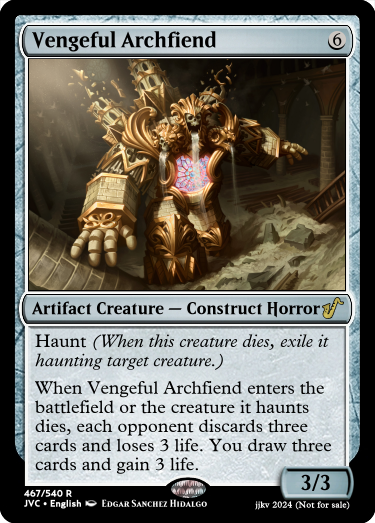 Vengeful Archfiend 6
Artifact Creature — Construct Horror
Haunt (When this creature dies, exile it
haunting target creature.)
When Vengeful Archfiend enters the
battlefield or the creature it haunts
dies, each opponent discards three
cards and loses 3 life. You draw three
cards and gain 3 life.
3/3
467/540 R
JVC • English Edgar Sanchez Hidalgo
jjkv 2024 (Not for sale)